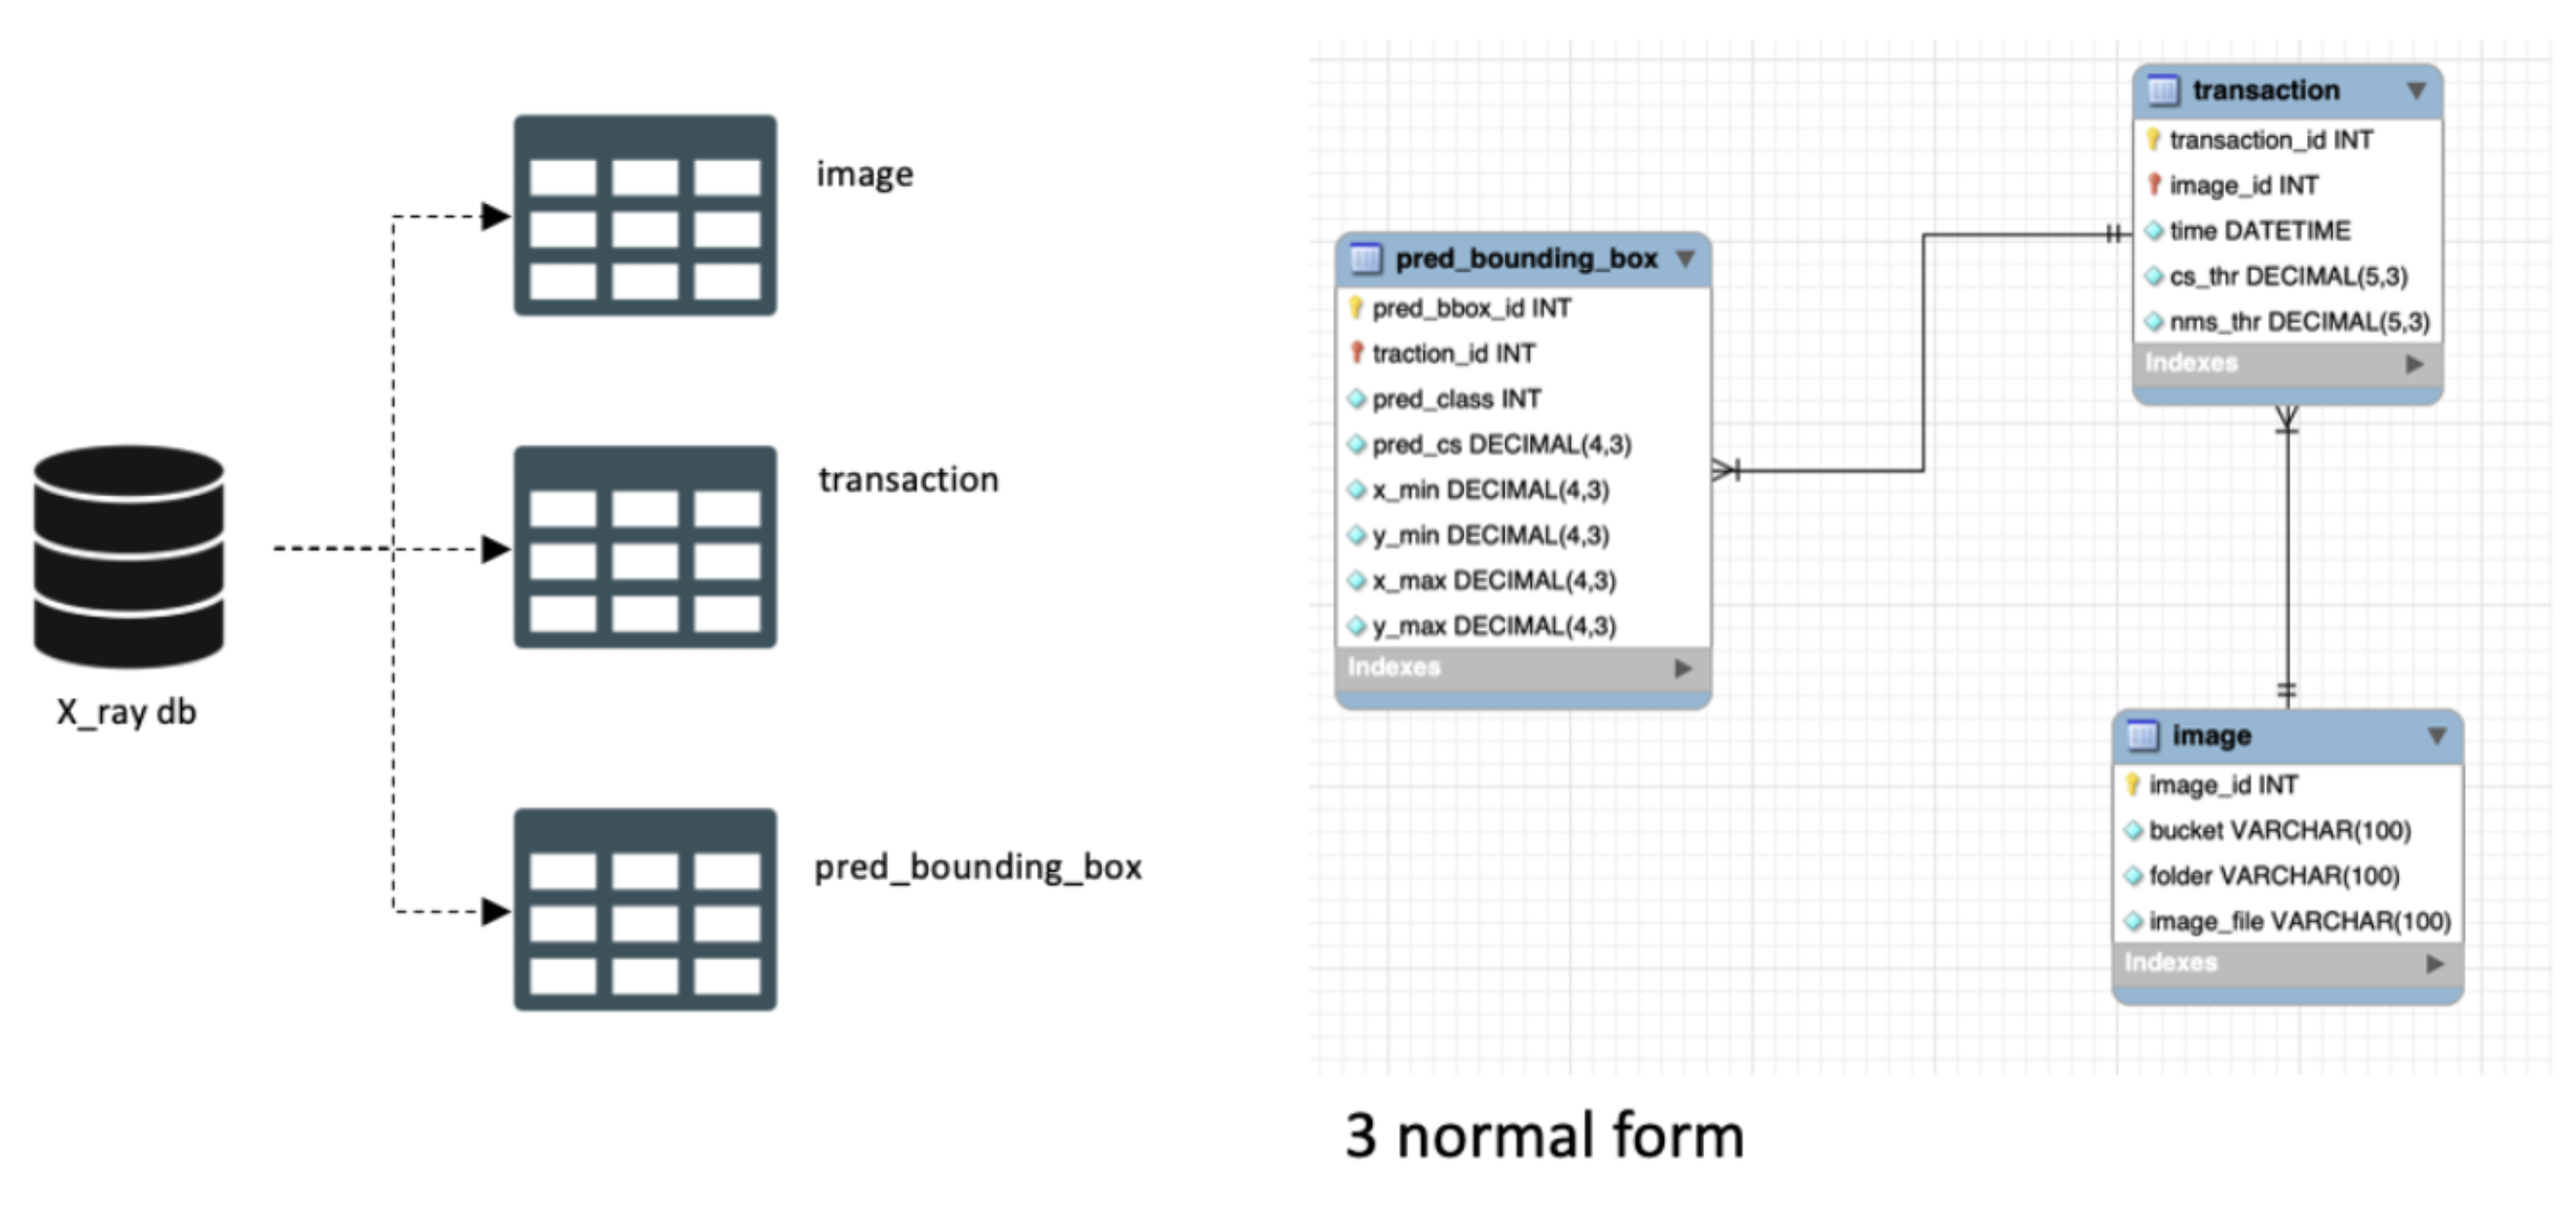 image
transaction
pred_bounding_box
X_ray db
pred_bounding_box
pred_bbox_id INT
traction_id INT
pred_class INT
pred_cs DECIMAL(4,3)
x_min DECIMAL(4,3)
y_min DECIMAL(4,3)
x_max DECIMAL(4,3)
y_max DECIMAL(4,3)
Indexes
transaction
transaction_id INT
image_id INT
time DATETIME
cs_thr DECIMAL(5,3)
nms_thr DECIMAL(5,3)
Indexes
image
image_id INT
bucket VARCHAR(100)
folder VARCHAR(100)
image_file VARCHAR(100)
Indexes
3 normal form